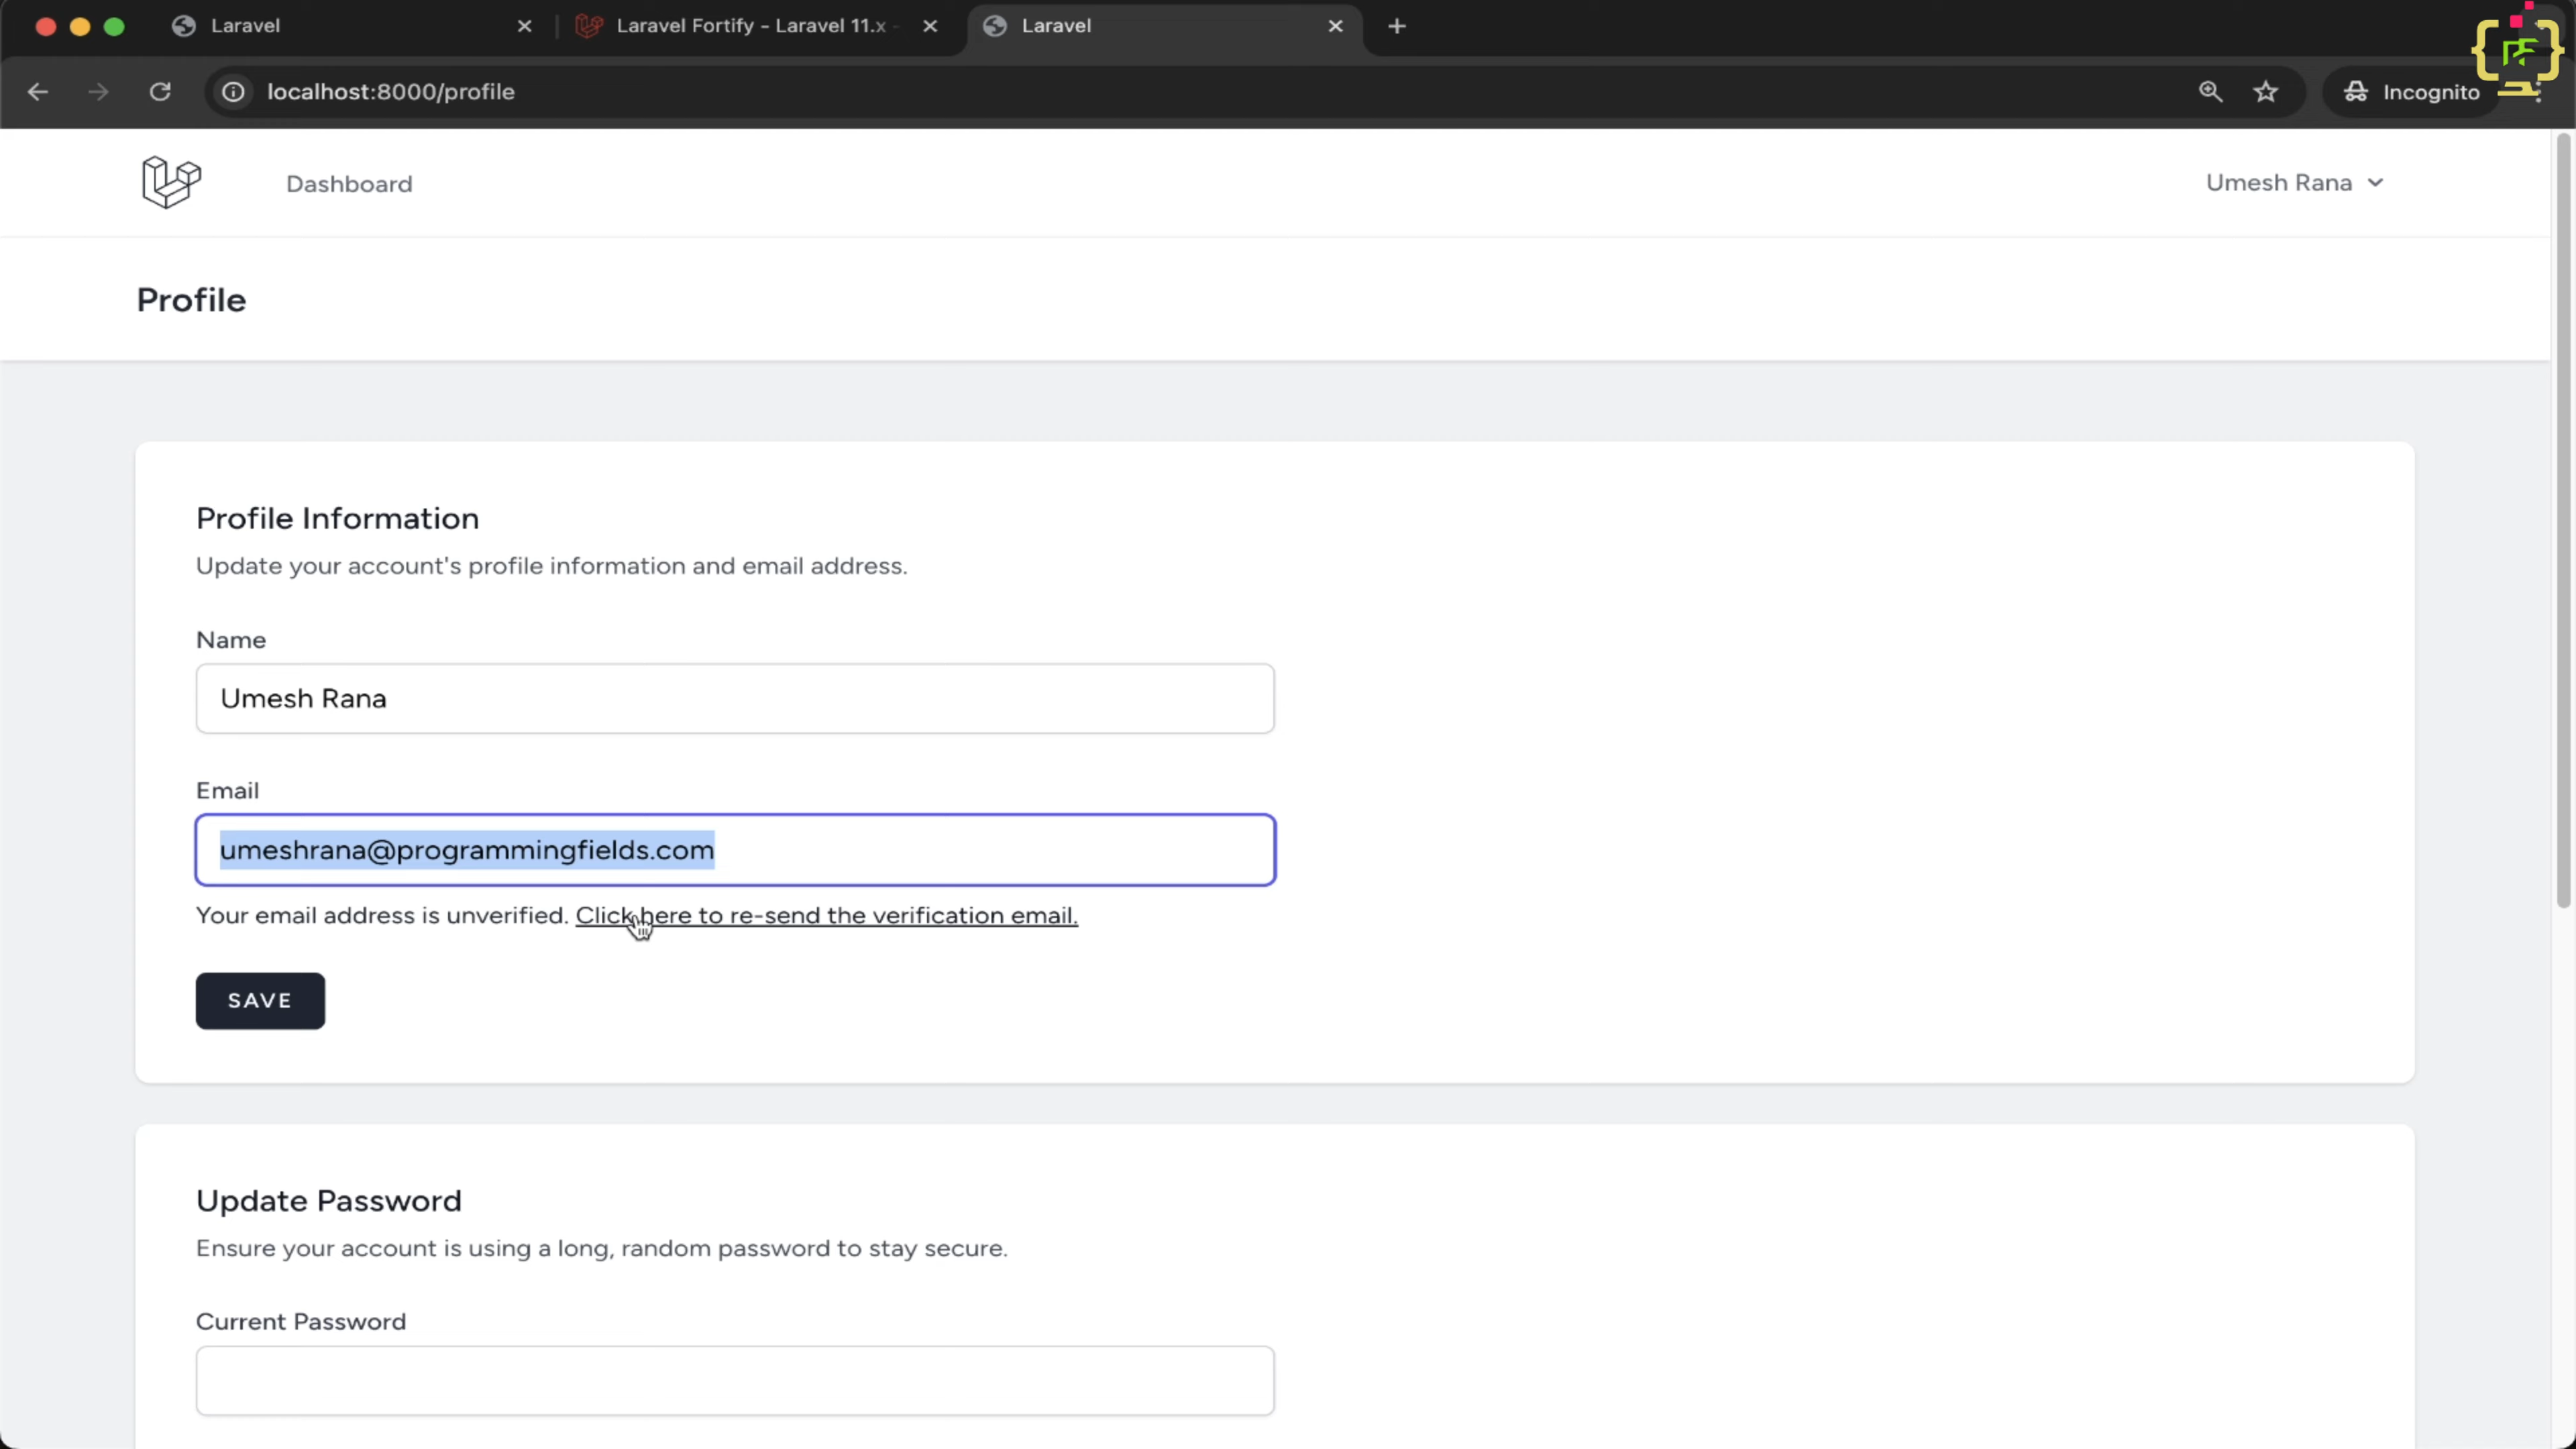 Laravel
Laravel Fortify - Laravel 11.x -
Laravel
localhost:8000/profile
Incognito
Dashboard
Umesh Rana
Profile
Profile Information
Update your account's profile information and email address.
Name
Umesh Rana
Email
umeshrana@programmingfields.com
Your email address is unverified. Click here to re-send the verification email.
SAVE
Update Password
Ensure your account is using a long, random password to stay secure.
Current Password